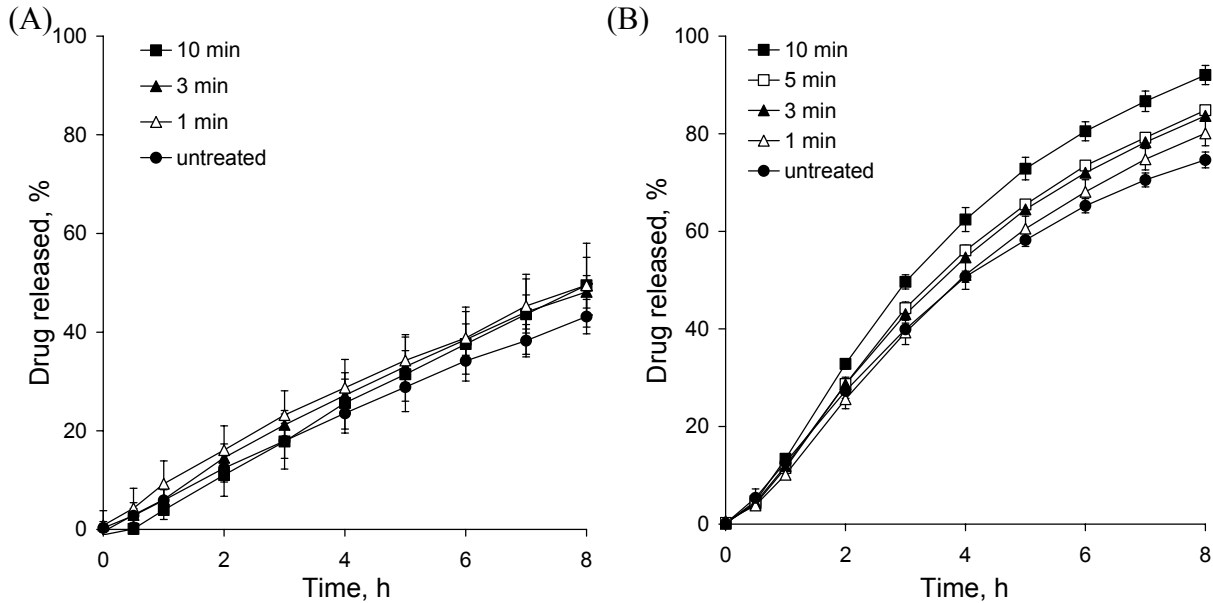 (A)
100
80
60
40
20
0
Drug released, %
10 min
3 min
1 min
untreated
0 2 4 6 8
Time, h
(B)
100
80
60
40
20
0
Drug released, %
10 min
5 min
3 min
1 min
untreated
0 2 4 6 8
Time, h